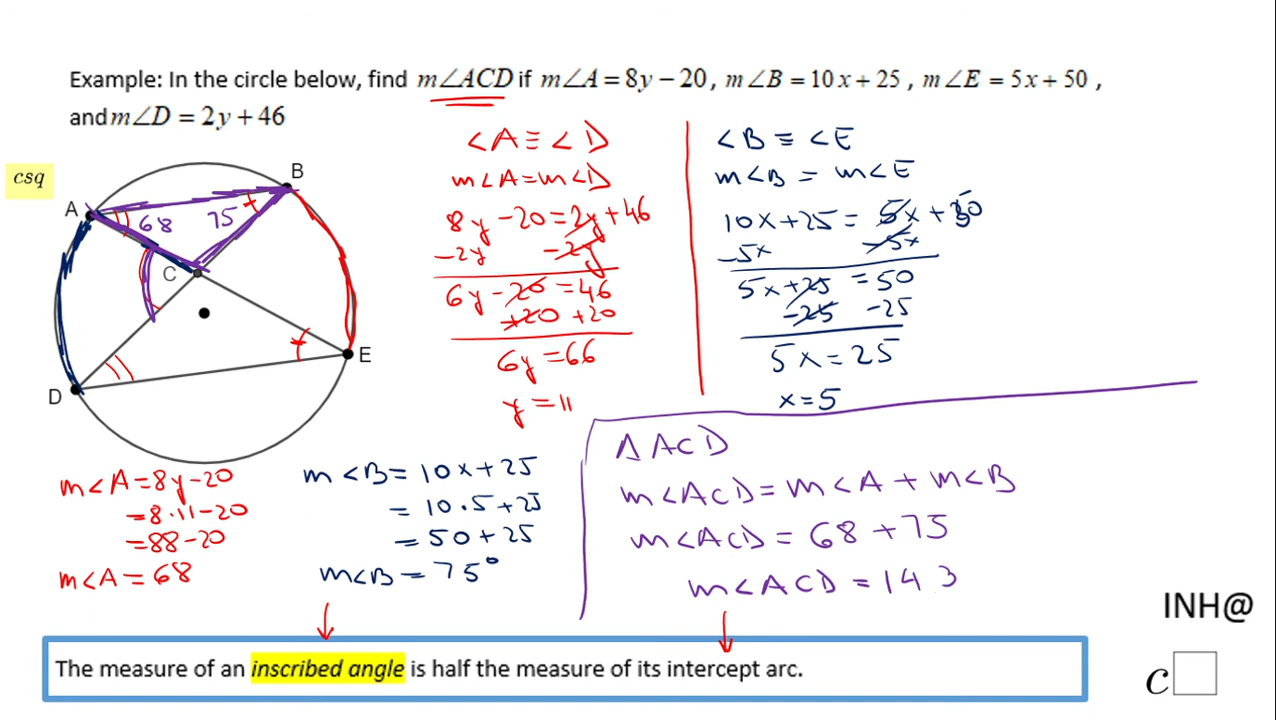 Example: In the circle below, find m∠ACD if m∠A = 8y − 20, m∠B = 10x + 25, m∠E = 5x + 50,
and m∠D = 2y + 46
csq
A
B
C
D
E
68
75
<A ≡ <D
m<A = m<D
8y - 20 = 2y + 46
-2y -2y
6y - 20 = 46
+20 +20
6y = 66
y = 11
<B ≡ <E
m<B = m<E
10x + 25 = 5x + 50
-5x -5x
5x + 25 = 50
-25 -25
5x = 25
x = 5
m<A = 8y - 20
= 8·11 - 20
= 88 - 20
m<A = 68
m<B = 10x + 25
= 10·5 + 25
= 50 + 25
m<B = 75°
Δ ACD
m<ACD = m<A + m<B
m<ACD = 68 + 75
m<ACD = 143
INH@
The measure of an inscribed angle is half the measure of its intercept arc.
c